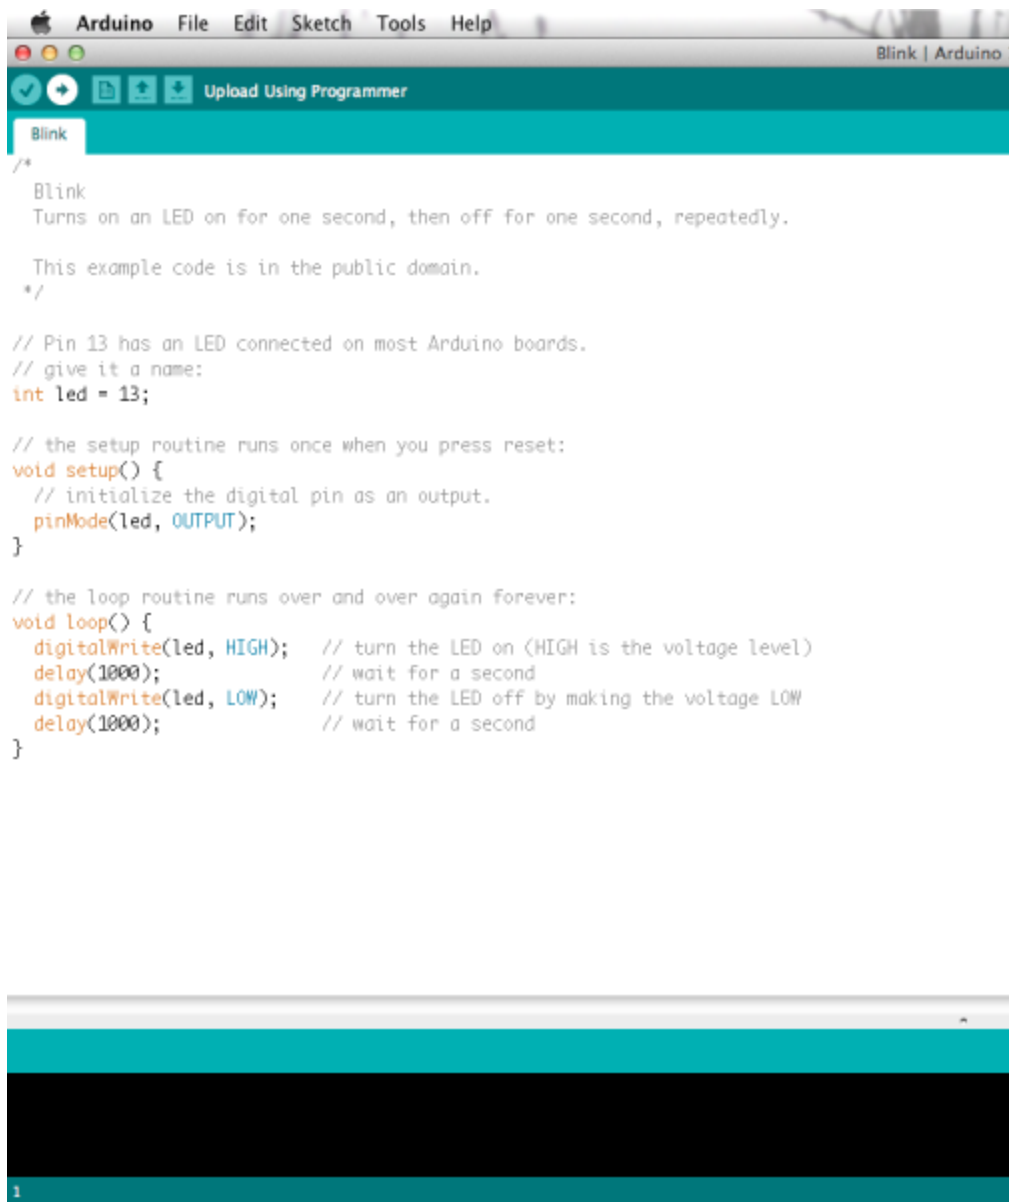 Arduino File Edit Sketch Tools Help
Blink | Arduino
Upload Using Programmer
Blink
/*
  Blink
  Turns on an LED on for one second, then off for one second, repeatedly.

  This example code is in the public domain.
 */

// Pin 13 has an LED connected on most Arduino boards.
// give it a name:
int led = 13;

// the setup routine runs once when you press reset:
void setup() {
  // initialize the digital pin as an output.
  pinMode(led, OUTPUT);
}

// the loop routine runs over and over again forever:
void loop() {
  digitalWrite(led, HIGH);   // turn the LED on (HIGH is the voltage level)
  delay(1000);               // wait for a second
  digitalWrite(led, LOW);    // turn the LED off by making the voltage LOW
  delay(1000);               // wait for a second
}
1